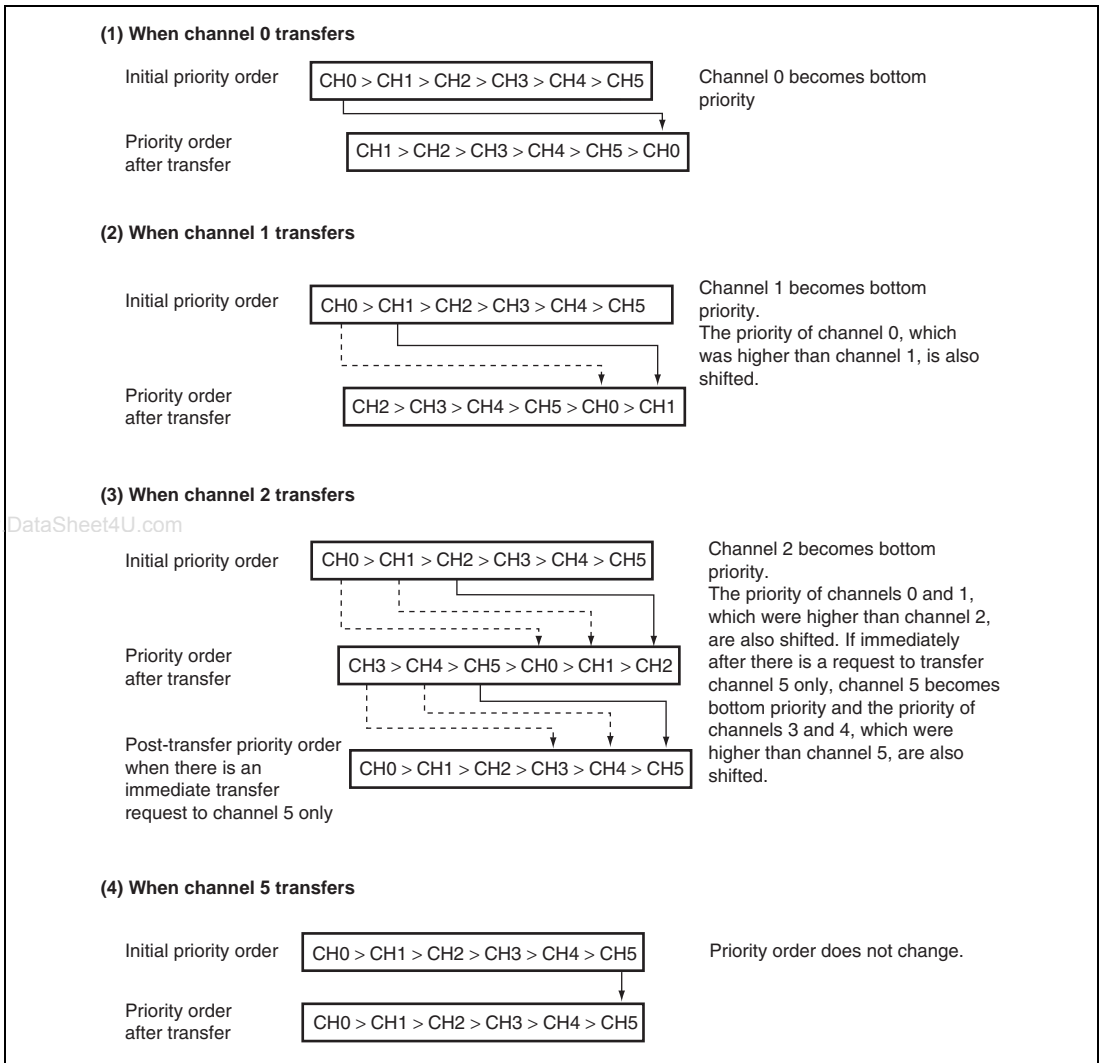 (1) When channel 0 transfers
Initial priority order
CH0 > CH1 > CH2 > CH3 > CH4 > CH5
Channel 0 becomes bottom
priority
Priority order
after transfer
CH1 > CH2 > CH3 > CH4 > CH5 > CH0
(2) When channel 1 transfers
Initial priority order
CH0 > CH1 > CH2 > CH3 > CH4 > CH5
Channel 1 becomes bottom
priority.
The priority of channel 0, which
was higher than channel 1, is also
shifted.
Priority order
after transfer
CH2 > CH3 > CH4 > CH5 > CH0 > CH1
(3) When channel 2 transfers
DataSheet4U.com
Initial priority order
CH0 > CH1 > CH2 > CH3 > CH4 > CH5
Channel 2 becomes bottom
priority.
The priority of channels 0 and 1,
which were higher than channel 2,
are also shifted. If immediately
after there is a request to transfer
channel 5 only, channel 5 becomes
bottom priority and the priority of
channels 3 and 4, which were
higher than channel 5, are also
shifted.
Priority order
after transfer
CH3 > CH4 > CH5 > CH0 > CH1 > CH2
Post-transfer priority order
when there is an
immediate transfer
request to channel 5 only
CH0 > CH1 > CH2 > CH3 > CH4 > CH5
(4) When channel 5 transfers
Initial priority order
CH0 > CH1 > CH2 > CH3 > CH4 > CH5
Priority order does not change.
Priority order
after transfer
CH0 > CH1 > CH2 > CH3 > CH4 > CH5